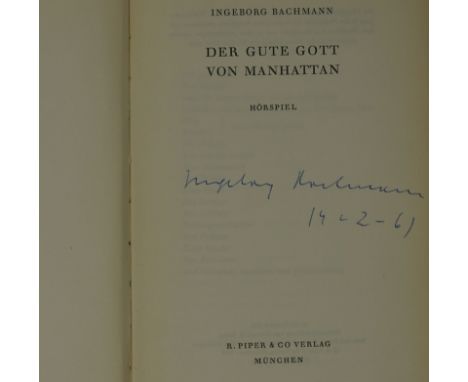 INGEBORG BACHMANN
DER GUTE GOTT
VON MANHATTAN
HÖRSPIEL
Ingeborg Bachmann
14-2-61
R. PIPER & CO VERLAG
MÜNCHEN